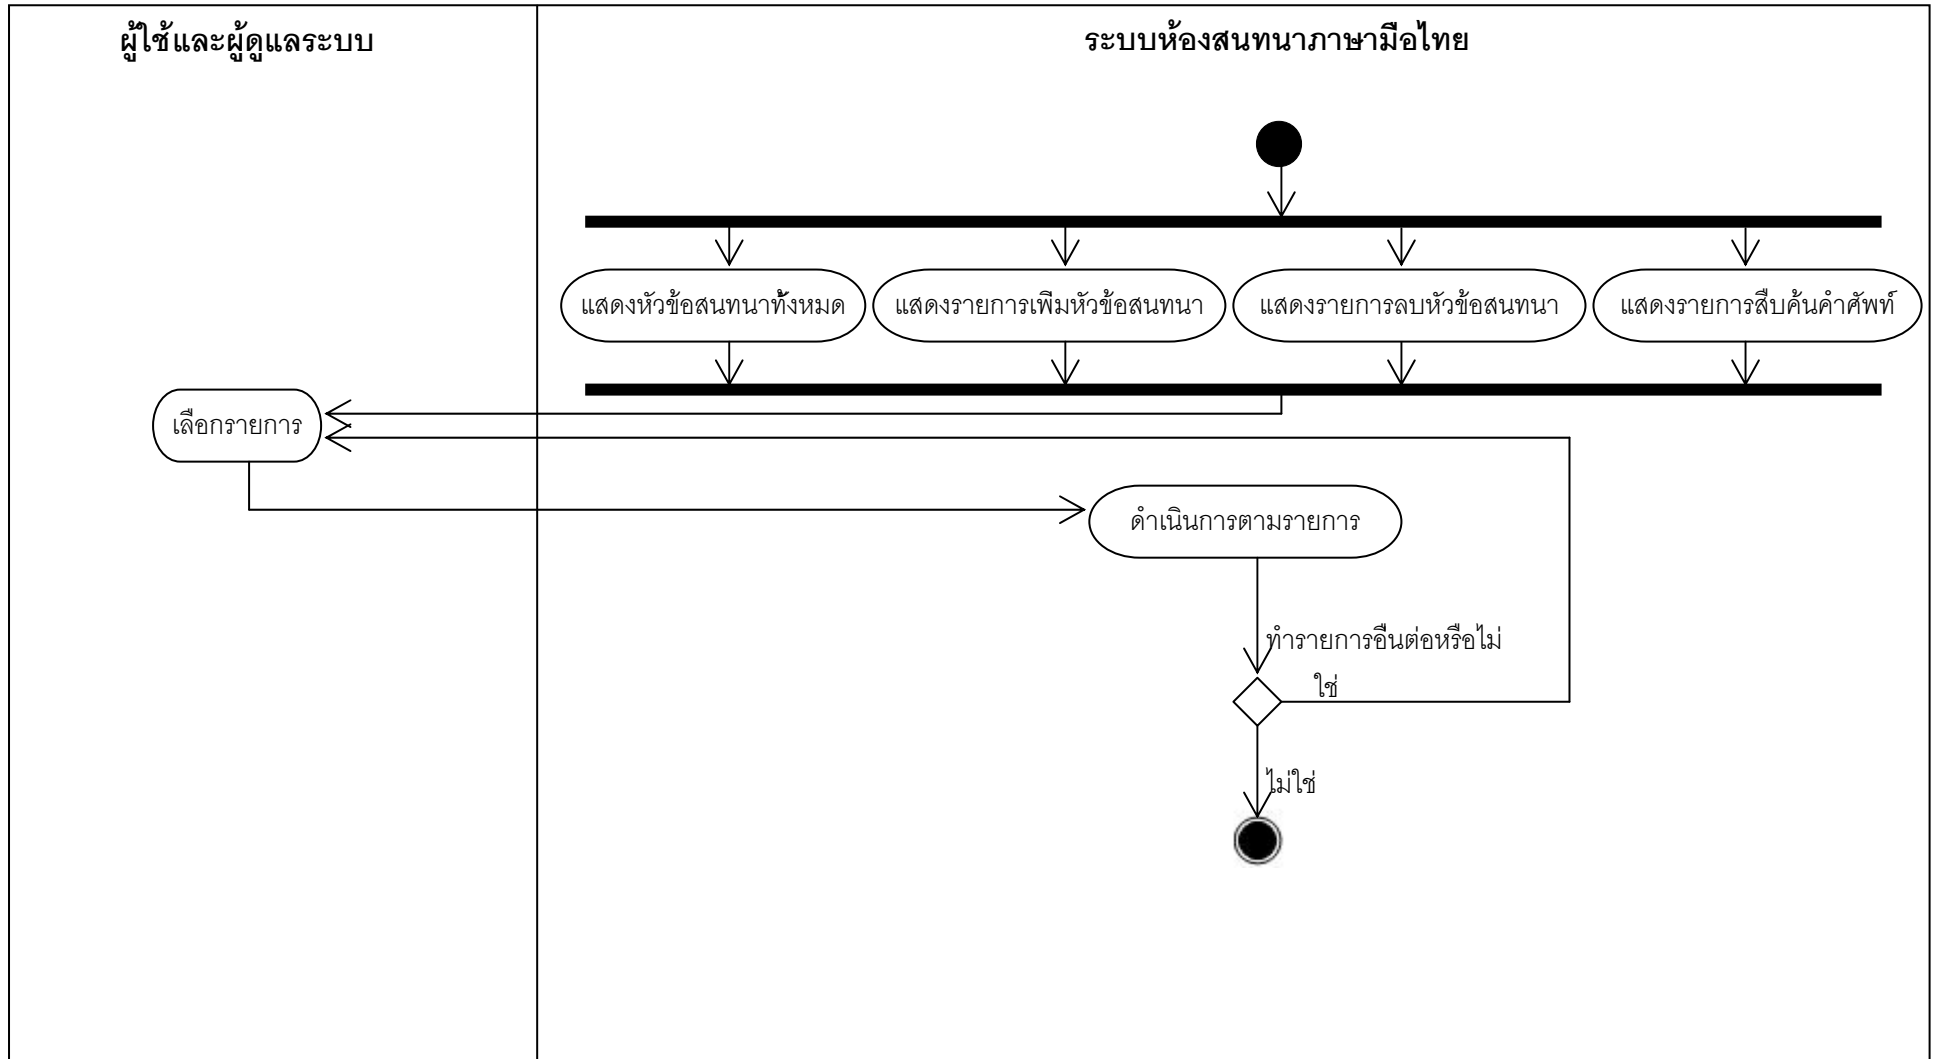 ผู้ใช้และผู้ดูแลระบบ
ระบบห้องสนทนาภาษามือไทย
แสดงหัวข้อสนทนาทั้งหมด
แสดงรายการเพิ่มหัวข้อสนทนา
แสดงรายการลบหัวข้อสนทนา
แสดงรายการสืบค้นคำศัพท์
เลือกรายการ
ดำเนินการตามรายการ
ทำรายการอื่นต่อหรือไม่
ใช่
ไม่ใช่